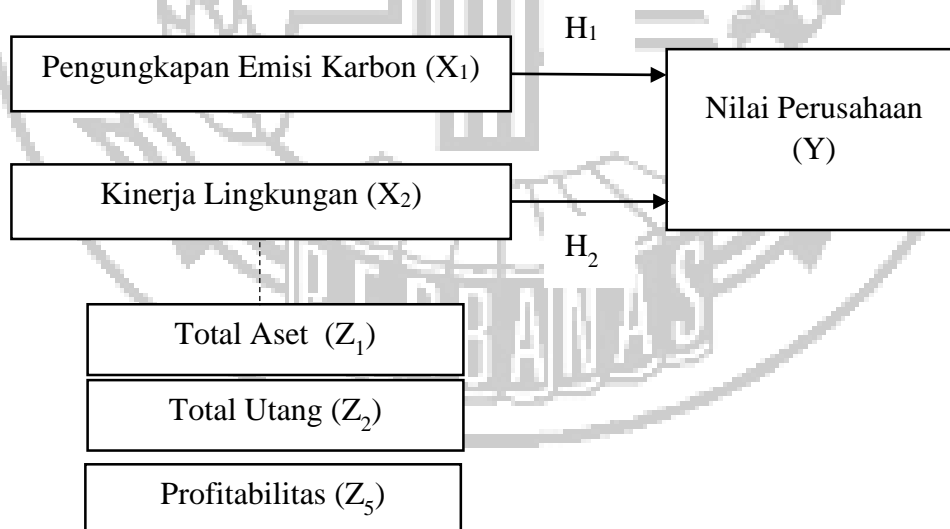 H₁
Pengungkapan Emisi Karbon (X₁)
Nilai Perusahaan
(Y)
Kinerja Lingkungan (X₂)
H₂
PERBANAS
Total Aset (Z₁)
Total Utang (Z₂)
Profitabilitas (Z₅)